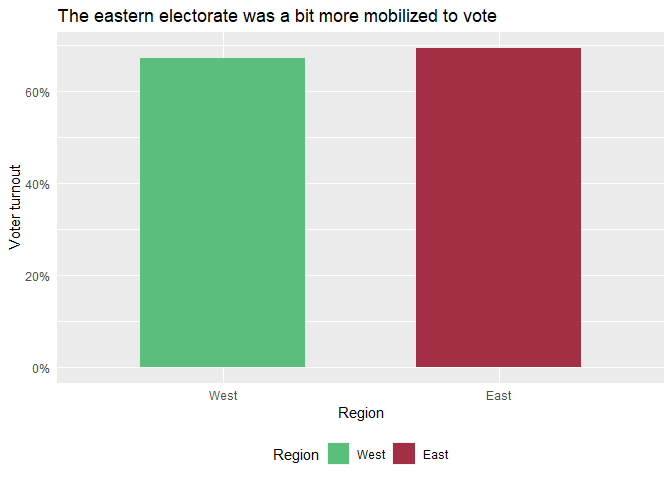 The eastern electorate was a bit more mobilized to vote
60%
40%
20%
0%
Voter turnout
West East
Region
Region West East